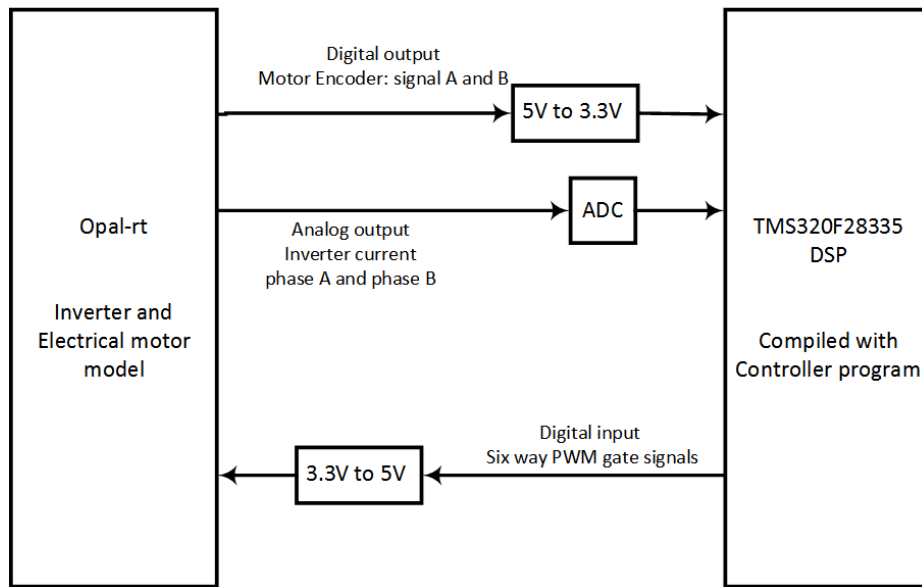 Digital output
Motor Encoder: signal A and B
5V to 3.3V
Analog output
Inverter current
phase A and phase B
ADC
Opal-rt
Inverter and
Electrical motor
model
TMS320F28335
DSP
Compiled with
Controller program
Digital input
Six way PWM gate signals
3.3V to 5V